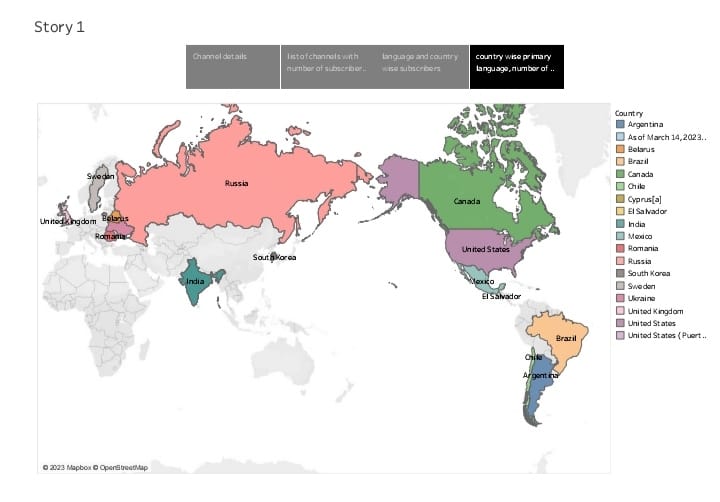 Story 1
Channel details
list of channels with
number of subscriber..
language and country
wise subscribers
country wise primary
language, number of ..
Sweden
Russia
United Kingdom
Belarus
Romania
South Korea
India
Canada
United States
Mexico
El Salvador
Brazil
Chile
Argentina
© 2023 Mapbox © OpenStreetMap
Country
Argentina
As of March 14, 2023..
Belarus
Brazil
Canada
Chile
Cyprus[a]
El Salvador
India
Mexico
Romania
Russia
South Korea
Sweden
Ukraine
United Kingdom
United States
United States ( Puert..